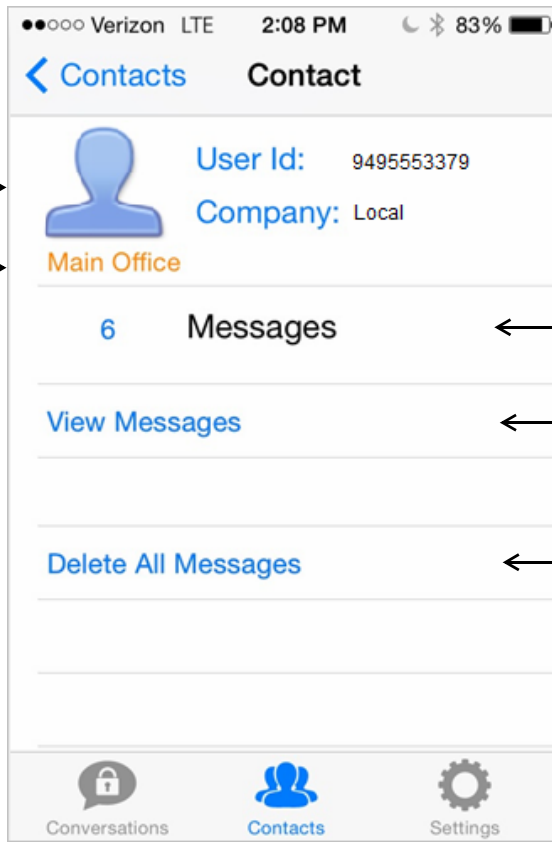 Verizon LTE 2:08 PM 83%
Contacts Contact
User Id: 9495553379
Company: Local
Main Office
6 Messages
View Messages
Delete All Messages
Conversations Contacts Settings